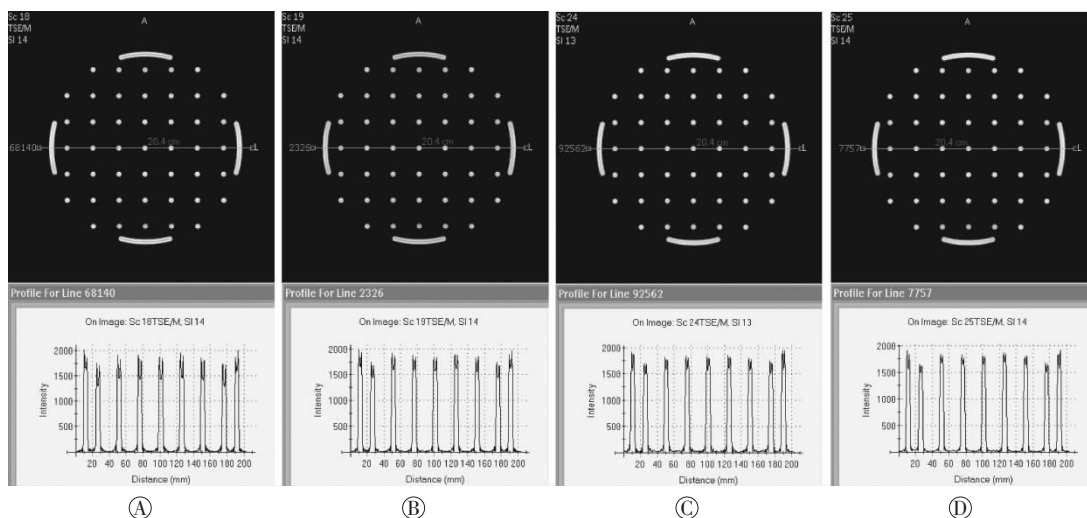 Sc 18
TSE/M
SI 14
A
68140
20.4 cm
L
Profile For Line 68140
On Image: Sc 18TSE/M, SI 14
Intensity
2000
1500
1000
500
20 40 60 80 100 120 140 160 180 200
Distance (mm)
Ⓐ
Sc 19
TSE/M
SI 14
A
2326
20.4 cm
L
Profile For Line 2326
On Image: Sc 19TSE/M, SI 14
Intensity
2000
1500
1000
500
20 40 60 80 100 120 140 160 180 200
Distance (mm)
Ⓑ
Sc 24
TSE/M
SI 13
A
92562
20.4 cm
L
Profile For Line 92562
On Image: Sc 24TSE/M, SI 13
Intensity
2000
1500
1000
500
20 40 60 80 100 120 140 160 180 200
Distance (mm)
Ⓒ
Sc 25
TSE/M
SI 14
A
7757
20.4 cm
L
Profile For Line 7757
On Image: Sc 25TSE/M, SI 14
Intensity
2000
1500
1000
500
20 40 60 80 100 120 140 160 180 200
Distance (mm)
Ⓓ